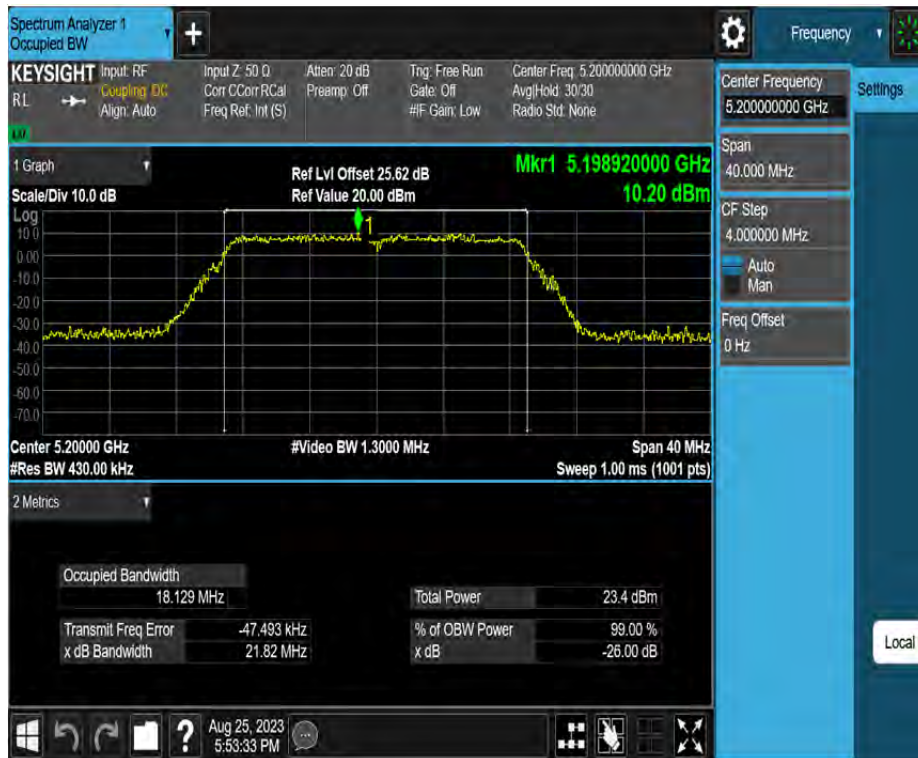 Spectrum Analyzer 1
Occupied BW
Frequency
KEYSIGHT
RL
Input: RF
Coupling: DC
Align: Auto
Input Z: 50 Ω
Corr CCorr RCal
Freq Ref: Int (S)
Atten: 20 dB
Preamp: Off
Trig: Free Run
Gate: Off
#IF Gain: Low
Center Freq: 5.200000000 GHz
Avg|Hold: 30/30
Radio Std: None
Center Frequency
5.200000000 GHz
Settings
Span
40.000 MHz
CF Step
4.000000 MHz
Auto
Man
Freq Offset
0 Hz
Local
1 Graph
Scale/Div 10.0 dB
Ref Lvl Offset 25.62 dB
Ref Value 20.00 dBm
Mkr1 5.198920000 GHz
10.20 dBm
Log
10.0
0.00
-10.0
-20.0
-30.0
-40.0
-50.0
-60.0
-70.0
1
Center 5.20000 GHz
#Video BW 1.3000 MHz
Span 40 MHz
#Res BW 430.00 kHz
Sweep 1.00 ms (1001 pts)
2 Metrics
Occupied Bandwidth
18.129 MHz
Total Power 23.4 dBm
Transmit Freq Error -47.493 kHz
% of OBW Power 99.00 %
x dB Bandwidth 21.82 MHz
x dB -26.00 dB
Aug 25, 2023
5:53:33 PM